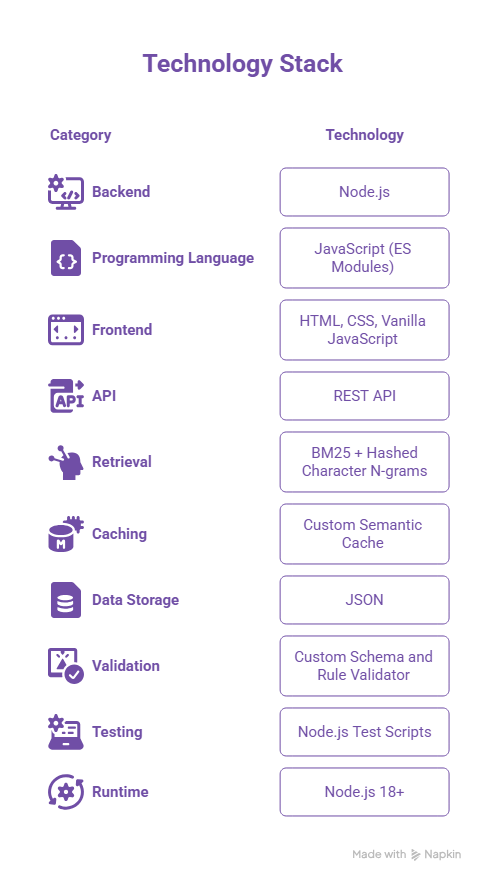 Technology Stack
Category
Technology
Backend
Node.js
Programming Language
JavaScript (ES
Modules)
Frontend
HTML, CSS, Vanilla
JavaScript
API
API
REST API
Retrieval
BM25 + Hashed
Character N-grams
M
Caching
Custom Semantic
Cache
Data Storage
JSON
Validation
Custom Schema and
Rule Validator
Testing
Node.js Test Scripts
Runtime
Node.js 18+
Made with Napkin